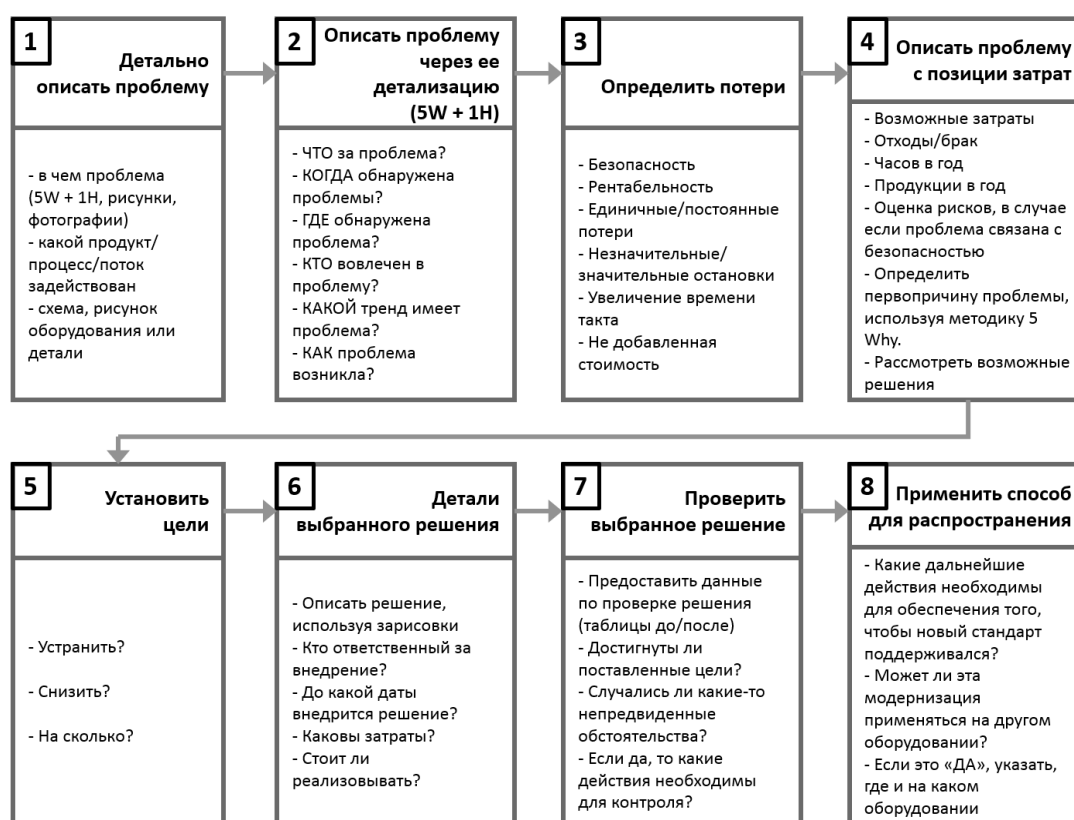 1
Детально
описать проблему
- в чем проблема
(5W + 1H, рисунки,
фотографии)
- какой продукт/
процесс/поток
задействован
- схема, рисунок
оборудования или
детали
2
Описать проблему
через ее
детализацию
(5W + 1H)
- ЧТО за проблема?
- КОГДА обнаружена
проблемы?
- ГДЕ обнаружена
проблема?
- КТО вовлечен в
проблему?
- КАКОЙ тренд имеет
проблема?
- КАК проблема
возникла?
3
Определить потери
- Безопасность
- Рентабельность
- Единичные/постоянные
потери
- Незначительные/
значительные остановки
- Увеличение времени
такта
- Не добавленная
стоимость
4
Описать проблему
с позиции затрат
- Возможные затраты
- Отходы/брак
- Часов в год
- Продукции в год
- Оценка рисков, в случае
если проблема связана с
безопасностью
- Определить
первопричину проблемы,
используя методику 5
Why.
- Рассмотреть возможные
решения
5
Установить
цели
- Устранить?
- Снизить?
- На сколько?
6
Детали
выбранного решения
- Описать решение,
используя зарисовки
- Кто ответственный за
внедрение?
- До какой даты
внедрится решение?
- Каковы затраты?
- Стоит ли
реализовывать?
7
Проверить
выбранное решение
- Предоставить данные
по проверке решения
(таблицы до/после)
- Достигнуты ли
поставленные цели?
- Случались ли какие-то
непредвиденные
обстоятельства?
- Если да, то какие
действия необходимы
для контроля?
8
Применить способ
для распространения
- Какие дальнейшие
действия необходимы
для обеспечения того,
чтобы новый стандарт
поддерживался?
- Может ли эта
модернизация
применяться на другом
оборудовании?
- Если это «ДА», указать,
где и на каком
оборудовании